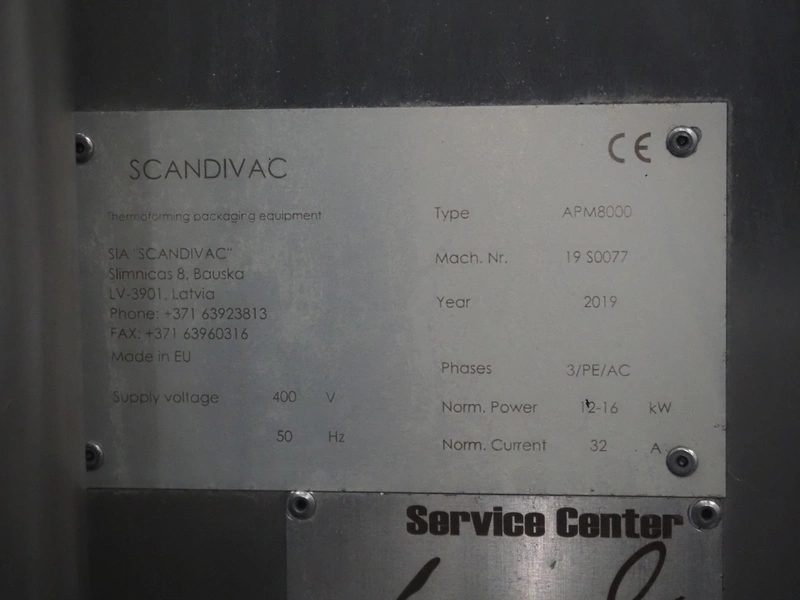 SCANDIVAC
CE
Thermoforming packaging equipment
SIA "SCANDIVAC"
Slimnicas 8, Bauska
LV-3901, Latvia
Phone: +371 63923813
FAX: +371 63960316
Made in EU
Supply voltage 400 V
50 Hz
Type APM8000
Mach. Nr. 19 S0077
Year 2019
Phases 3/PE/AC
Norm. Power 12-16 kW
Norm. Current 32 A
Service Center